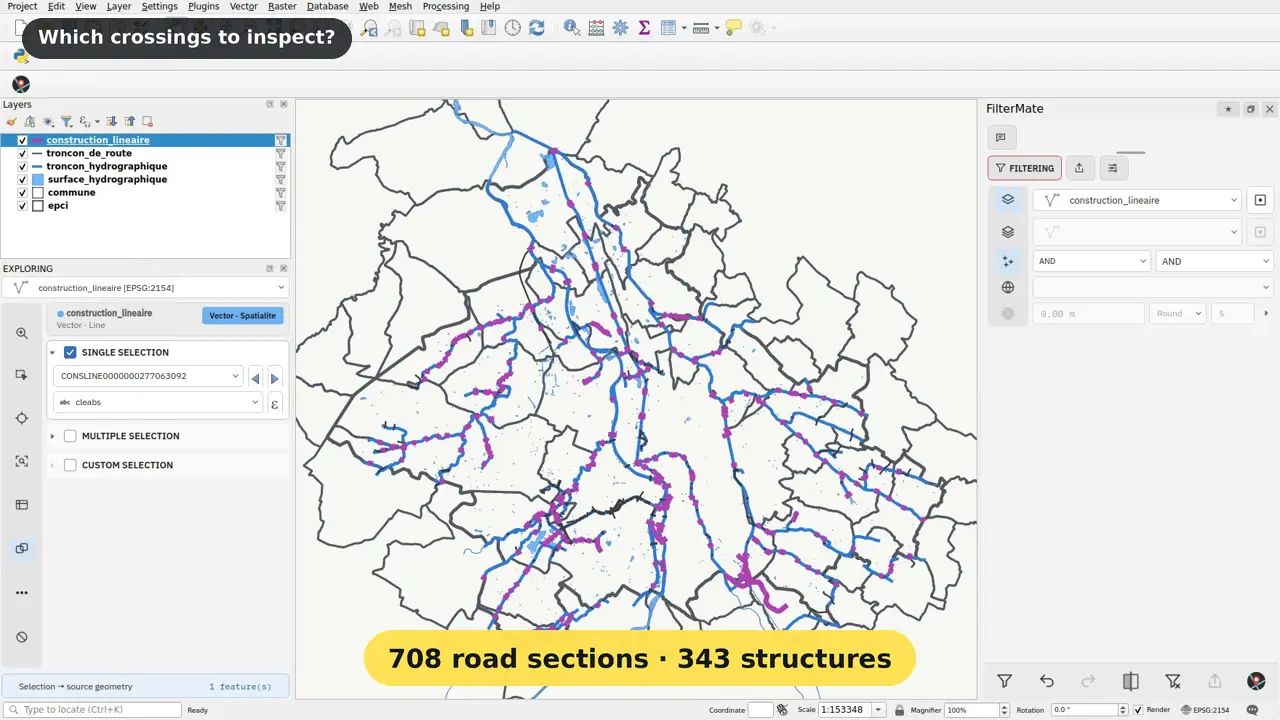 Project Edit View Layer Settings Plugins Vector Raster Database Web Mesh Processing Help
Which crossings to inspect?
Layers
construction_lineaire
troncon_de_route
troncon_hydrographique
surface_hydrographique
commune
epci
EXPLORING
construction_lineaire [EPSG:2154]
construction_lineaire
Vector · Line
Vector · Spatialite
SINGLE SELECTION
CONSLINE0000000277063092
abc cleabs
ε
MULTIPLE SELECTION
CUSTOM SELECTION
Selection → source geometry 1 feature(s)
FilterMate
FILTERING
construction_lineaire
AND AND
0.00 m Round 5
708 road sections · 343 structures
Type to locate (Ctrl+K) Ready Coordinate Scale 1:153348 Magnifier 100% Rotation 0.0 ° Render EPSG:2154